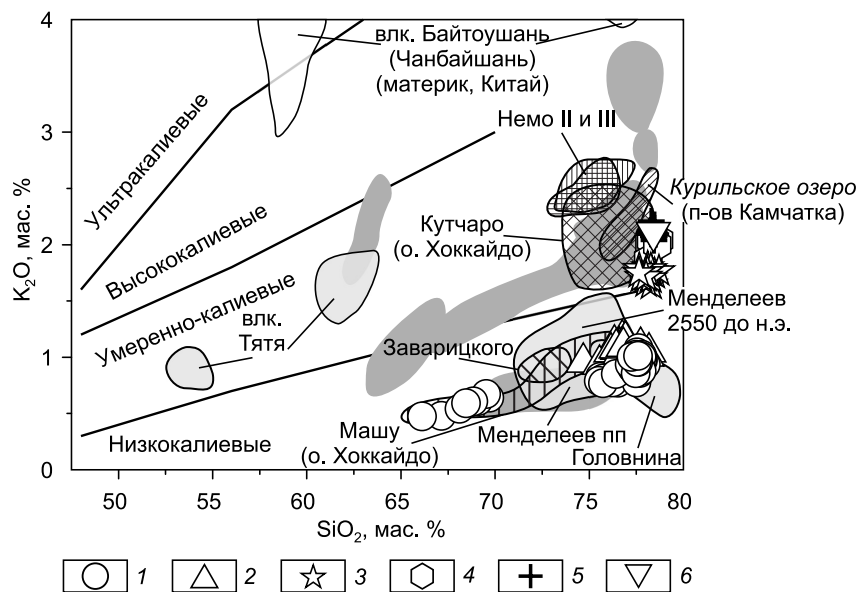 4
3
2
1
0
K₂O, мас. %
50
55
60
65
70
75
80
SiO₂, мас. %
влк. Байтоушань
(Чанбайшань)
(материк, Китай)
Ультракалиевые
Высококалиевые
Умеренно-калиевые
Низкокалиевые
Немо II и III
Курильское озеро
(п-ов Камчатка)
Кутчаро
(о. Хоккайдо)
влк.
Тятя
Менделеев
2550 до н.э.
Заварицкого
Машу
(о. Хоккайдо)
Менделеев пп
Головнина
1
2
3
4
5
6